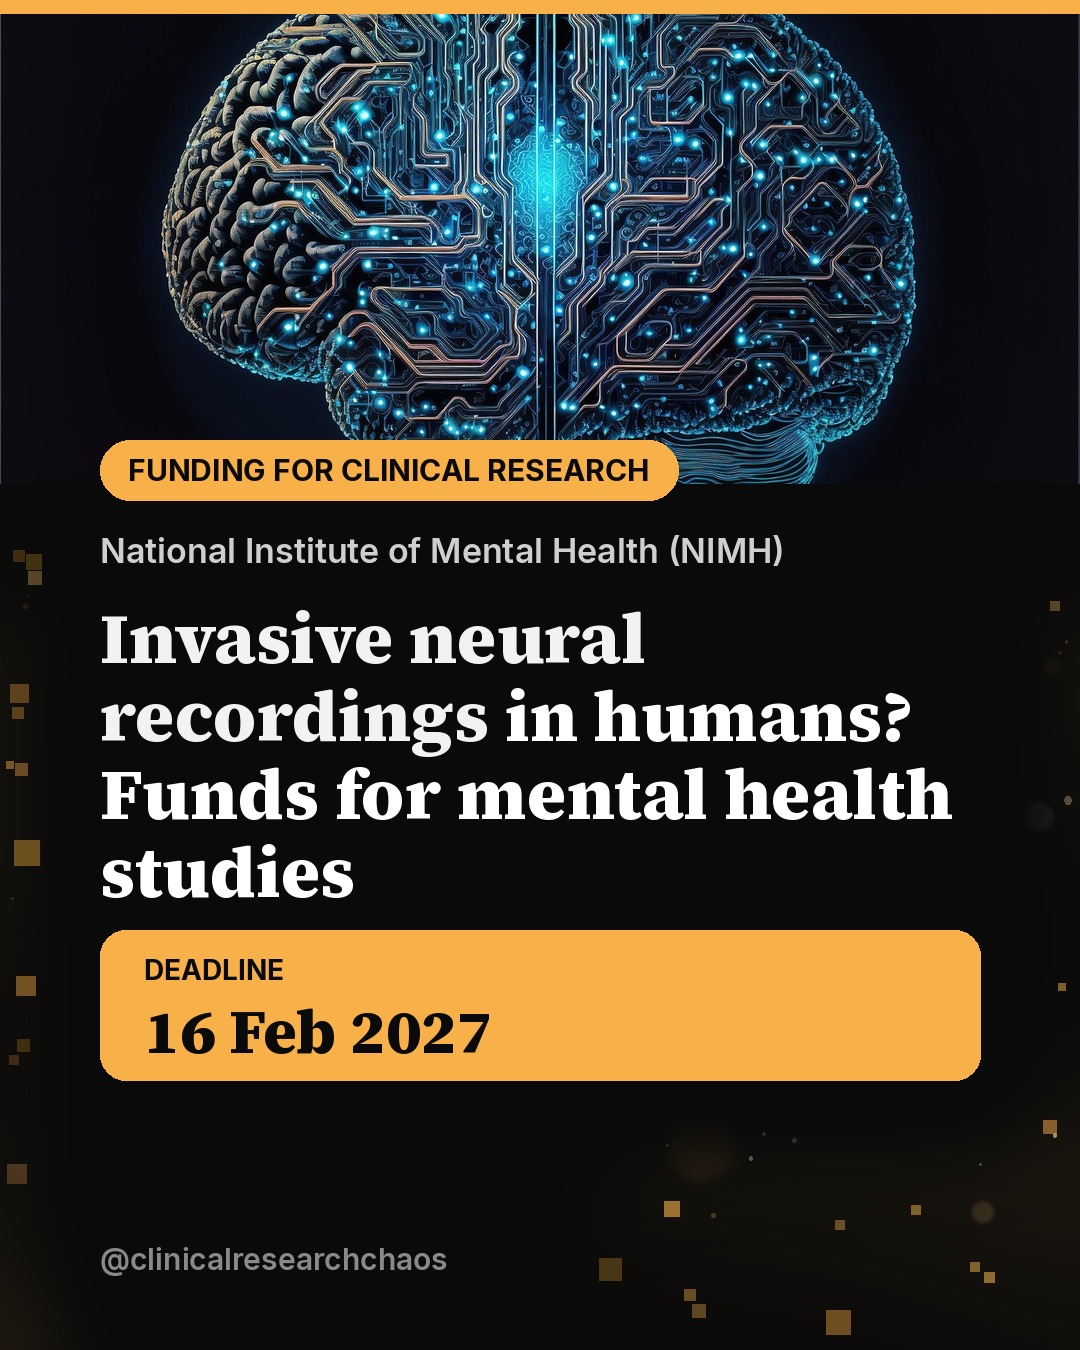 FUNDING FOR CLINICAL RESEARCH
National Institute of Mental Health (NIMH)
Invasive neural
recordings in humans?
Funds for mental health
studies
DEADLINE
16 Feb 2027
@clinicalresearchchaos